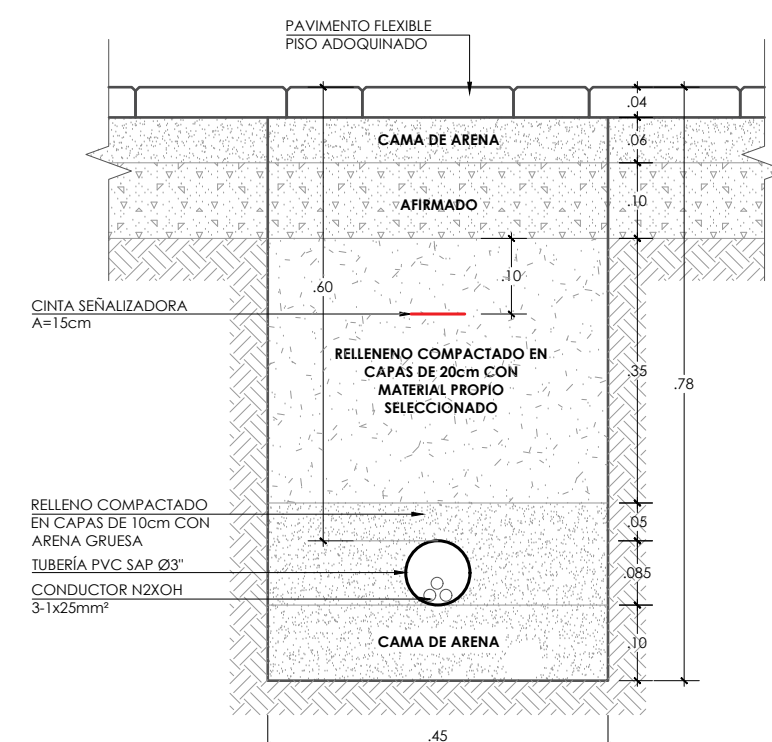 PAVIMENTO FLEXIBLE
PISO ADOQUINADO
.04
CAMA DE ARENA
.06
AFIRMADO
.10
.60
.10
CINTA SEÑALIZADORA
A=15cm
RELLENENO COMPACTADO EN
CAPAS DE 20cm CON
MATERIAL PROPIO
SELECCIONADO
.35
.78
RELLENO COMPACTADO
EN CAPAS DE 10cm CON
ARENA GRUESA
.05
TUBERÍA PVC SAP Ø3"
.085
CONDUCTOR N2XOH
3-1x25mm²
CAMA DE ARENA
.10
.45